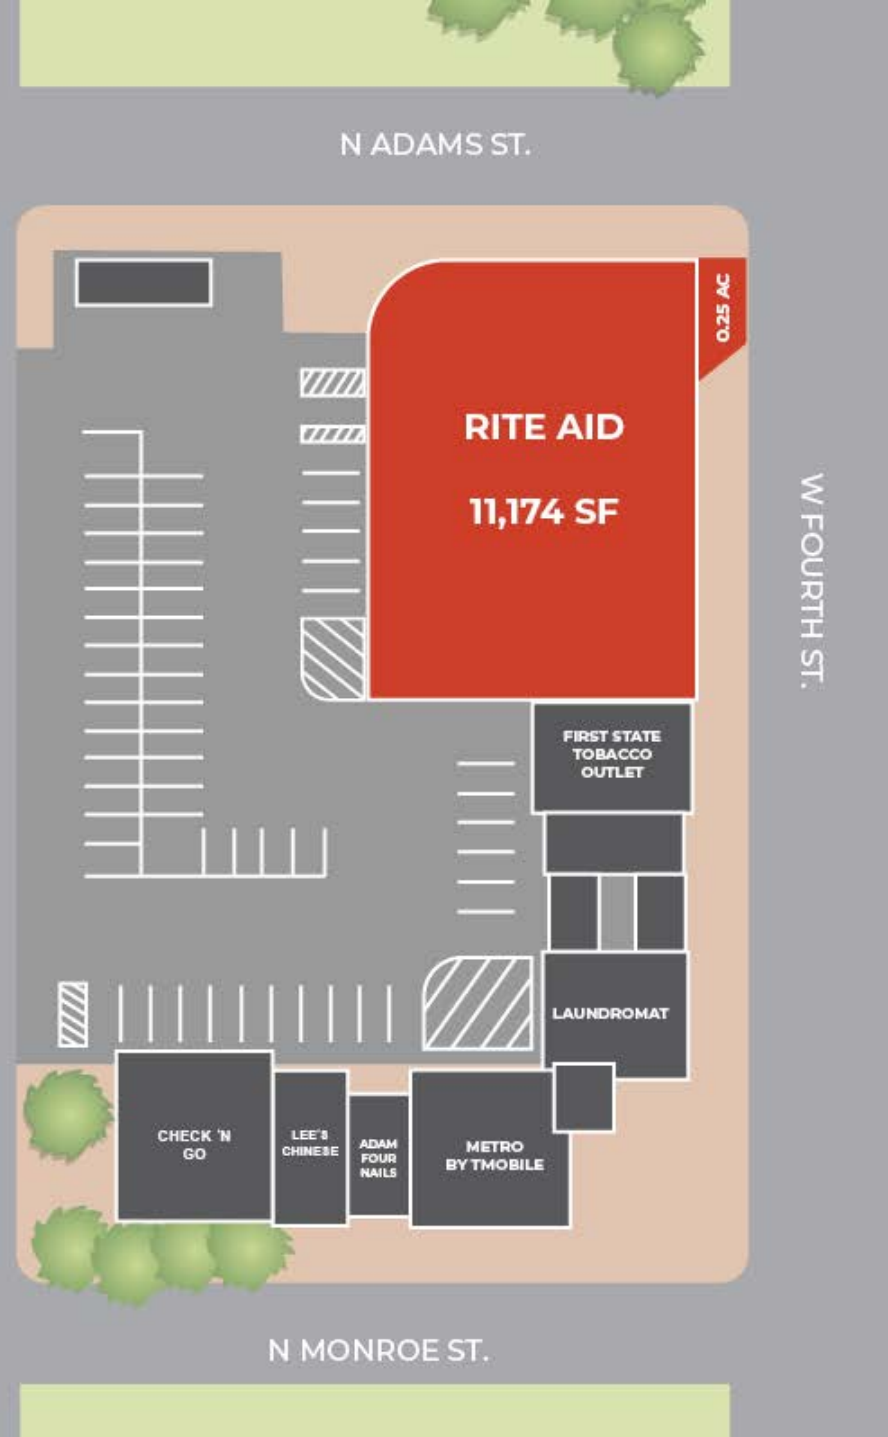 N ADAMS ST.
0.25 AC
RITE AID
11,174 SF
W FOURTH ST.
FIRST STATE
TOBACCO
OUTLET
LAUNDROMAT
CHECK 'N
GO
LEE'S
CHINESE
ADAM
FOUR
NAILS
METRO
BY TMOBILE
N MONROE ST.